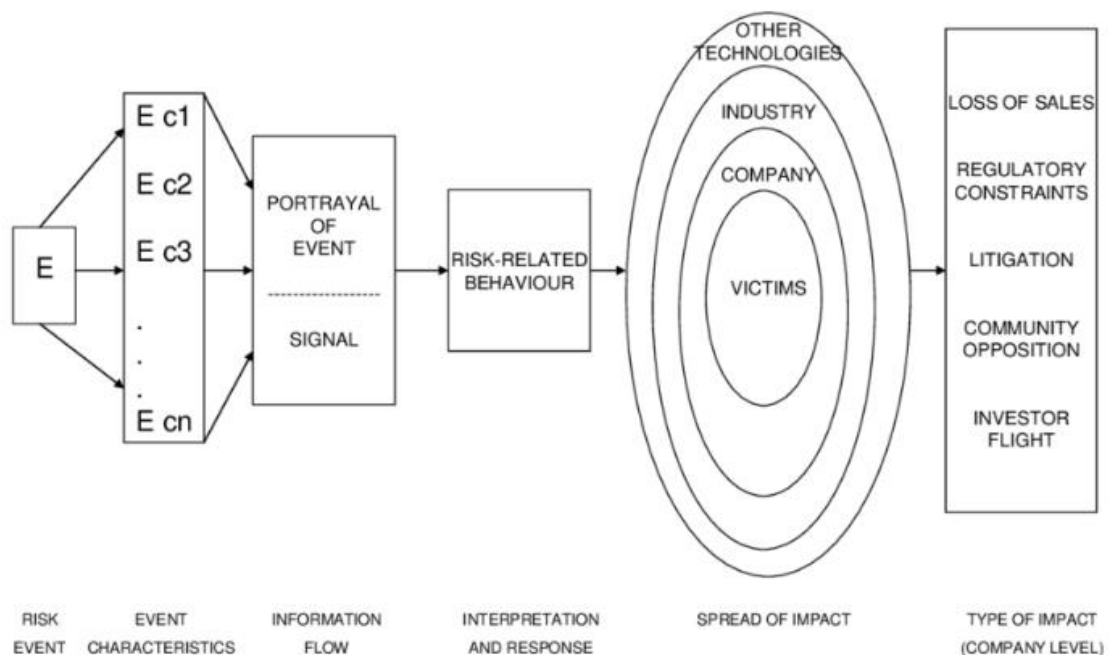 E
E c1
E c2
E c3
.
.
.
E cn
PORTRAYAL
OF
EVENT
SIGNAL
RISK-RELATED
BEHAVIOUR
OTHER
TECHNOLOGIES
INDUSTRY
COMPANY
VICTIMS
LOSS OF SALES
REGULATORY
CONSTRAINTS
LITIGATION
COMMUNITY
OPPOSITION
INVESTOR
FLIGHT
RISK
EVENT
EVENT
CHARACTERISTICS
INFORMATION
FLOW
INTERPRETATION
AND RESPONSE
SPREAD OF IMPACT
TYPE OF IMPACT
(COMPANY LEVEL)